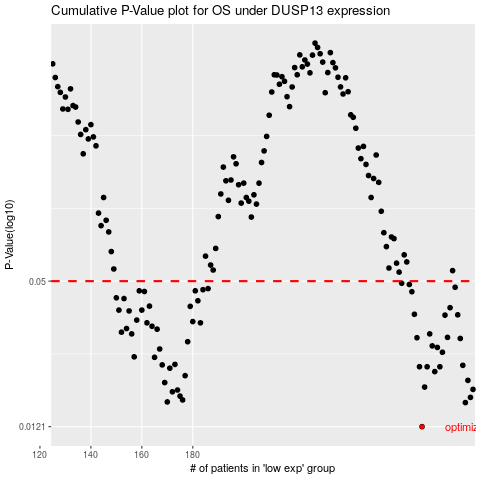 Cumulative P-Value plot for OS under DUSP13 expression
P-Value(log10)
0.05
0.0121
optimiz
120 140 160 180
# of patients in 'low exp' group